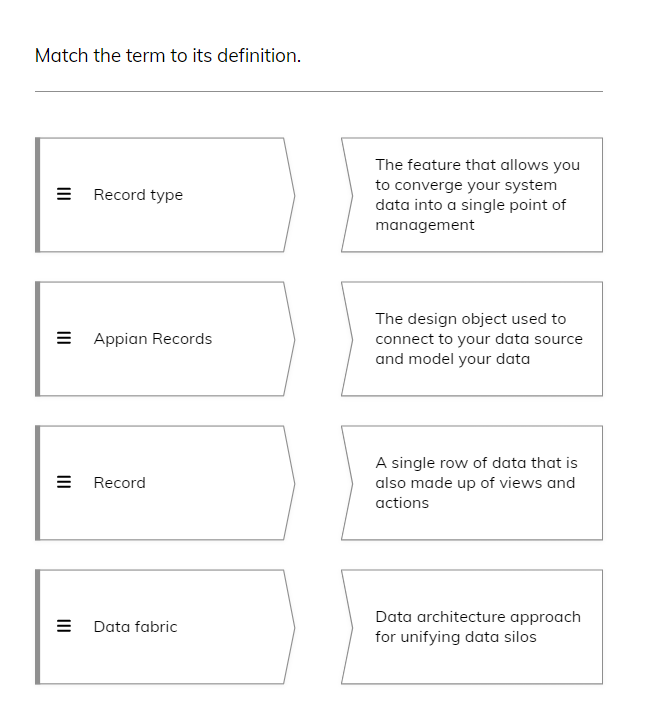 Match the term to its definition.
Record type
The feature that allows you
to converge your system
data into a single point of
management
Appian Records
The design object used to
connect to your data source
and model your data
Record
A single row of data that is
also made up of views and
actions
Data fabric
Data architecture approach
for unifying data silos